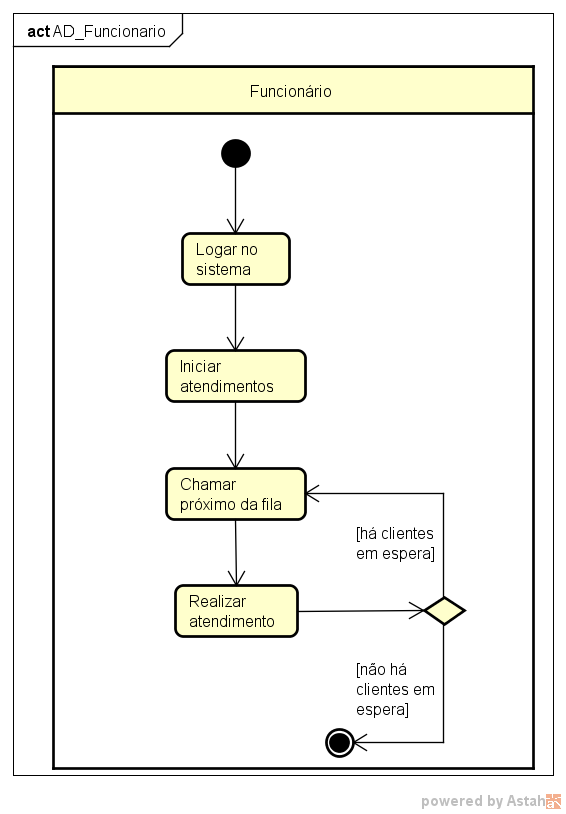 act AD_Funcionario
Funcionário
Logar no
sistema
Iniciar
atendimentos
Chamar
próximo da fila
[há clientes
em espera]
Realizar
atendimento
[não há
clientes em
espera]
powered by Astah